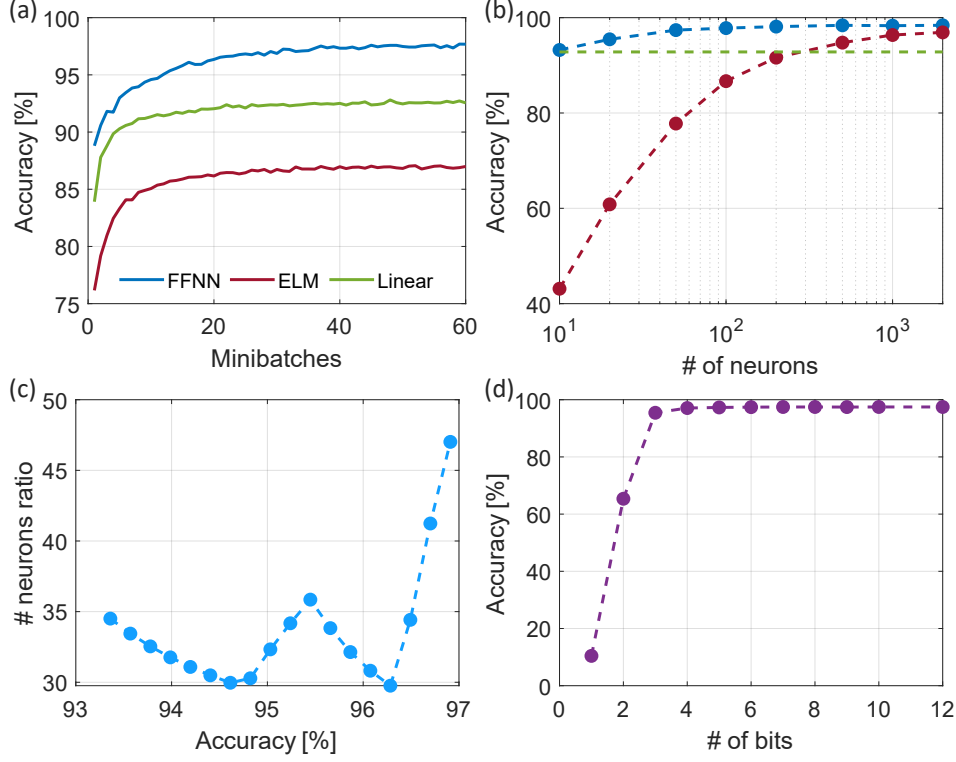 (a)
Accuracy [%]
100
95
90
85
80
75
0
20
40
60
Minibatches
FFNN
ELM
Linear
(b)
Accuracy [%]
100
80
60
40
10^1
10^2
10^3
# of neurons
(c)
# neurons ratio
50
45
40
35
30
93
94
95
96
97
Accuracy [%]
(d)
Accuracy [%]
100
80
60
40
20
0
0
2
4
6
8
10
12
# of bits